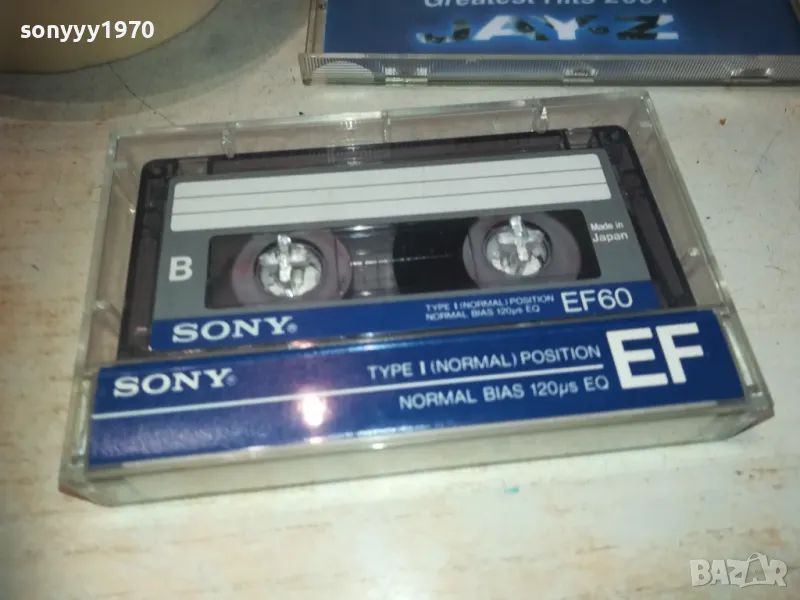 sonyyy1970
Greatest Hits 2001
JAY-Z
Made in
Japan
B
TYPE I (NORMAL) POSITION
NORMAL BIAS 120µs EQ
EF60
SONY®
SONY®
TYPE I (NORMAL) POSITION
NORMAL BIAS 120µs EQ
EF
BAZAR